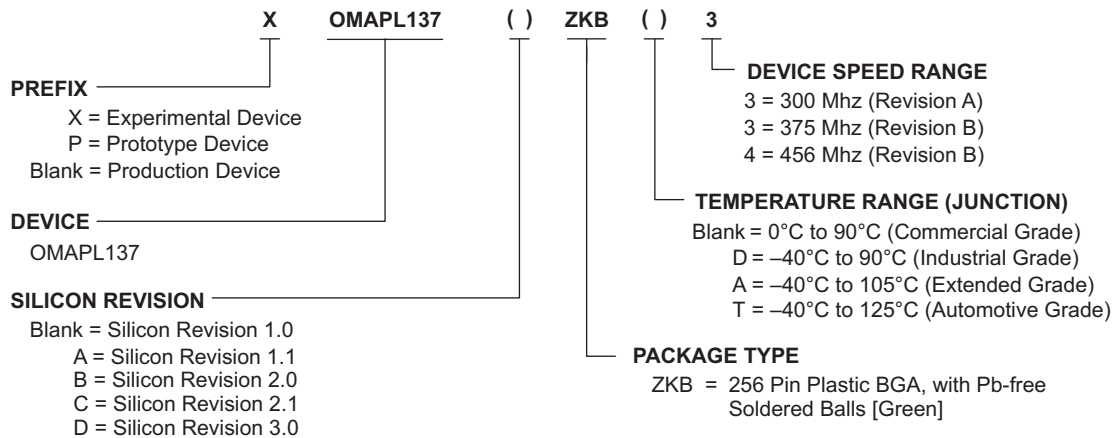 X OMAPL137 ( ) ZKB ( ) 3
PREFIX
X = Experimental Device
P = Prototype Device
Blank = Production Device
DEVICE
OMAPL137
SILICON REVISION
Blank = Silicon Revision 1.0
A = Silicon Revision 1.1
B = Silicon Revision 2.0
C = Silicon Revision 2.1
D = Silicon Revision 3.0
DEVICE SPEED RANGE
3 = 300 Mhz (Revision A)
3 = 375 Mhz (Revision B)
4 = 456 Mhz (Revision B)
TEMPERATURE RANGE (JUNCTION)
Blank = 0°C to 90°C (Commercial Grade)
D = –40°C to 90°C (Industrial Grade)
A = –40°C to 105°C (Extended Grade)
T = –40°C to 125°C (Automotive Grade)
PACKAGE TYPE
ZKB = 256 Pin Plastic BGA, with Pb-free
Soldered Balls [Green]